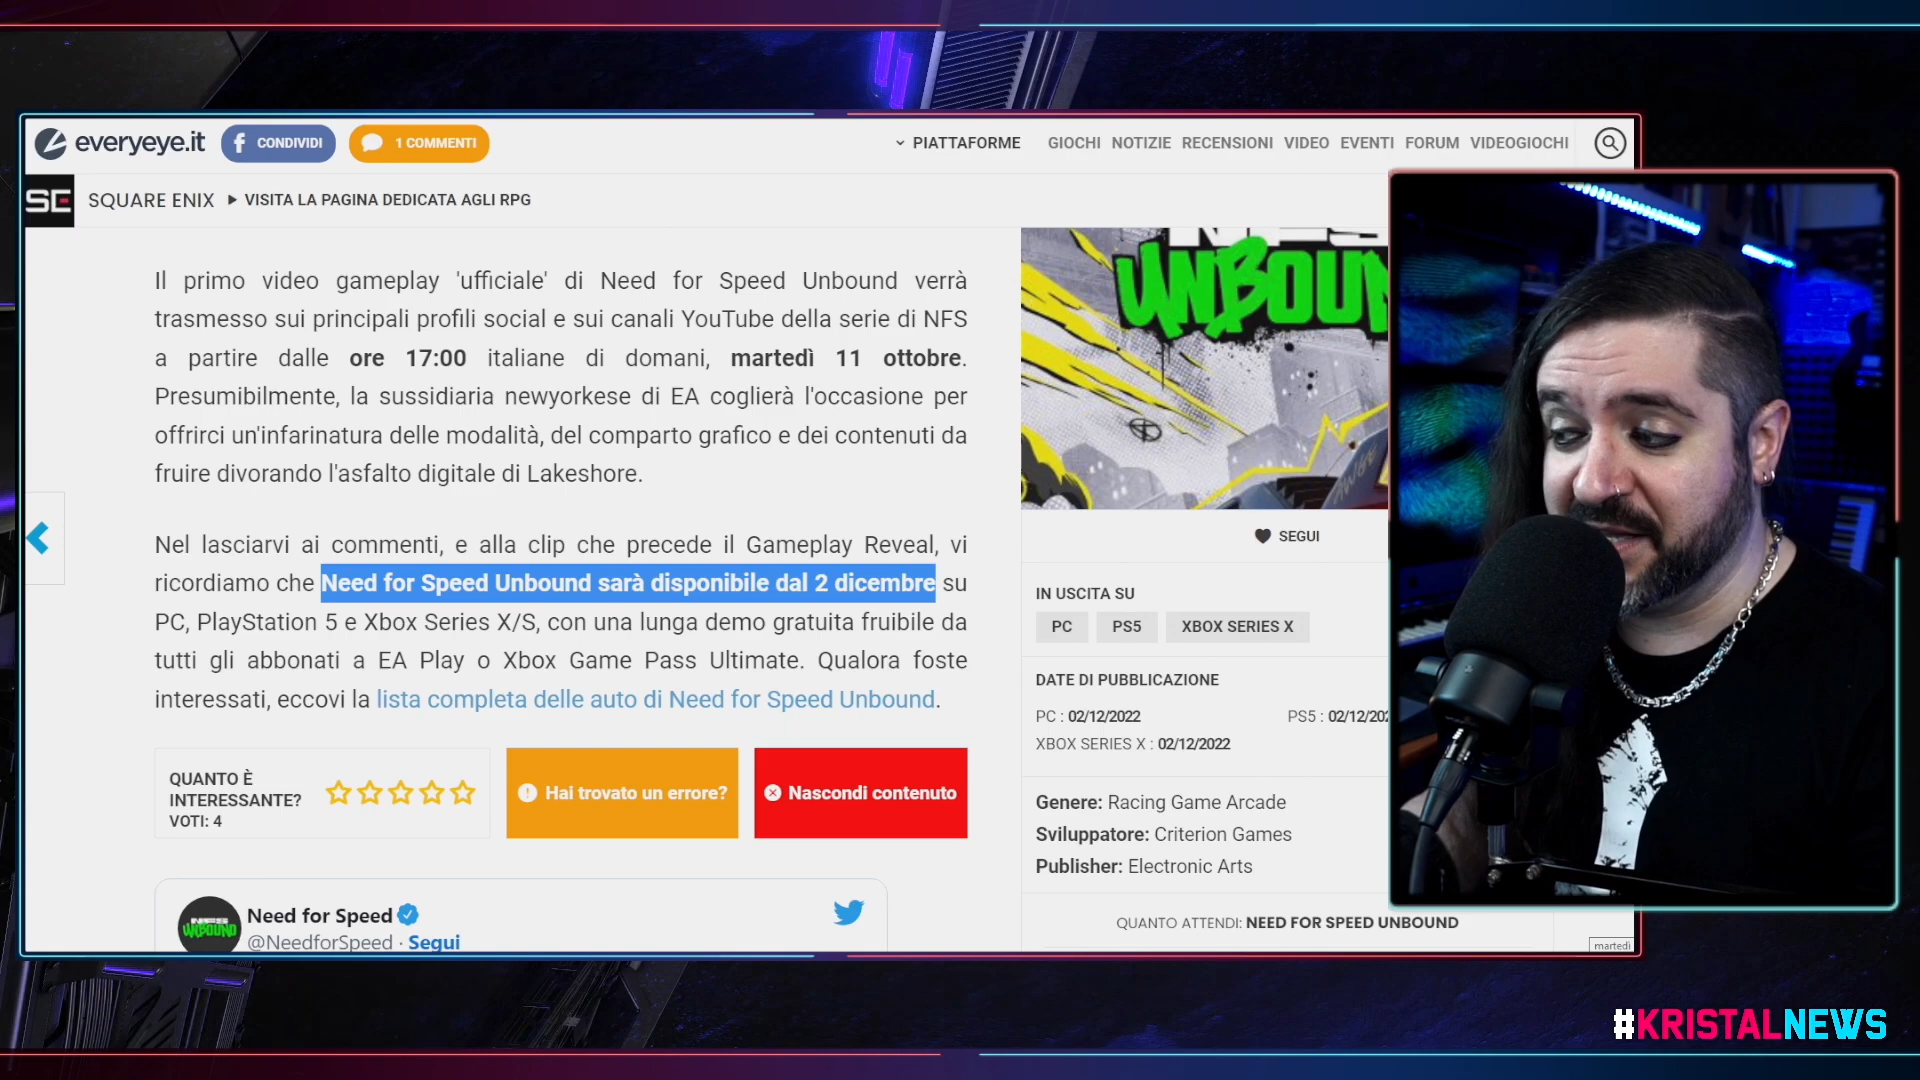 everyeye.it
CONDIVIDI
1 COMMENTI
PIATTAFORME
GIOCHI NOTIZIE RECENSIONI VIDEO EVENTI FORUM VIDEOGIOCHI
SE
SQUARE ENIX
VISITA LA PAGINA DEDICATA AGLI RPG
Il primo video gameplay 'ufficiale' di Need for Speed Unbound verrà
trasmesso sui principali profili social e sui canali YouTube della serie di NFS
a partire dalle ore 17:00 italiane di domani, martedì 11 ottobre.
Presumibilmente, la sussidiaria newyorkese di EA coglierà l'occasione per
offrirci un'infarinatura delle modalità, del comparto grafico e dei contenuti da
fruire divorando l'asfalto digitale di Lakeshore.
Nel lasciarvi ai commenti, e alla clip che precede il Gameplay Reveal, vi
ricordiamo che Need for Speed Unbound sarà disponibile dal 2 dicembre su
PC, PlayStation 5 e Xbox Series X/S, con una lunga demo gratuita fruibile da
tutti gli abbonati a EA Play o Xbox Game Pass Ultimate. Qualora foste
interessati, eccovi la lista completa delle auto di Need for Speed Unbound.
QUANTO È
INTERESSANTE?
VOTI: 4
Hai trovato un errore?
Nascondi contenuto
NFS
UNBOUND
Need for Speed
@NeedforSpeed · Segui
NFS
UNBOUN
SEGUI
IN USCITA SU
PC
PS5
XBOX SERIES X
DATE DI PUBBLICAZIONE
PC : 02/12/2022
PS5 : 02/12/202
XBOX SERIES X : 02/12/2022
Genere: Racing Game Arcade
Sviluppatore: Criterion Games
Publisher: Electronic Arts
QUANTO ATTENDI: NEED FOR SPEED UNBOUND
martedì
#KRISTALNEWS